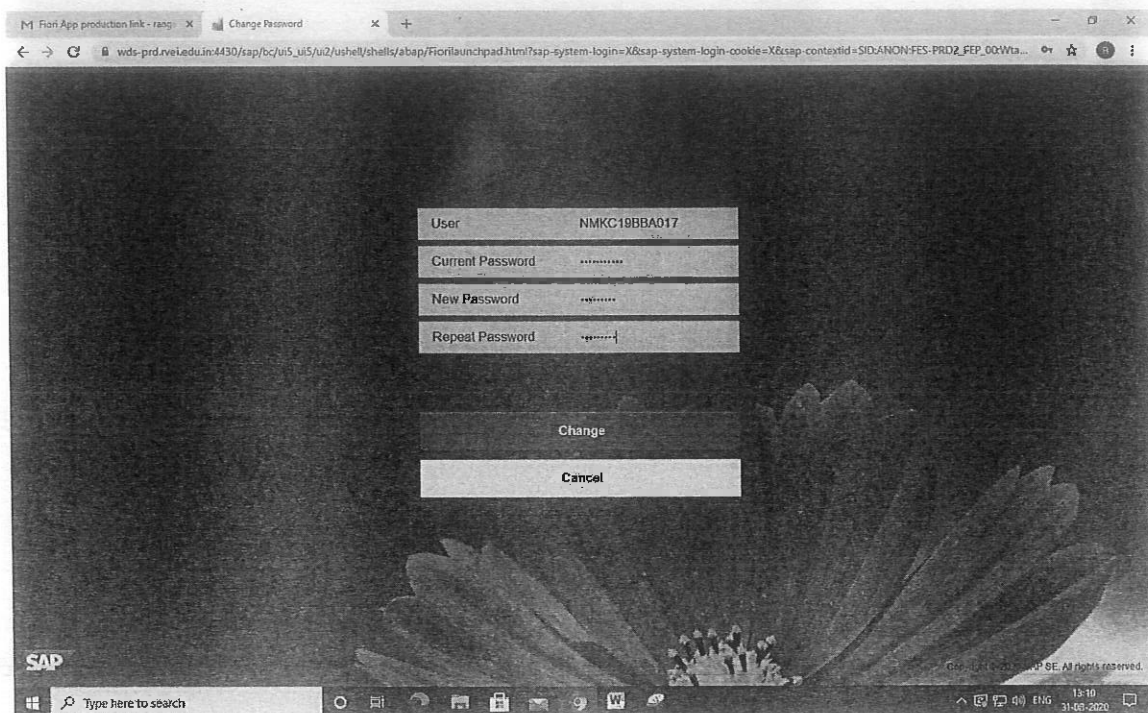 Fiori App production link - rang
Change Password
wds-prd.rvei.edu.in:4430/sap/bc/ui5_ui5/ui2/ushell/shells/abap/Fiorilaunchpad.html?sap-system-login=X&sap-system-login-cookie=X&sap-contextid=SID:ANON:FES-PRD2_FEP_00:Wta...
User NMKC19BBA017
Current Password
New Password
Repeat Password
Change
Cancel
SAP
SE. All rights reserved.
Type here to search
ENG
13:10
31-08-2020